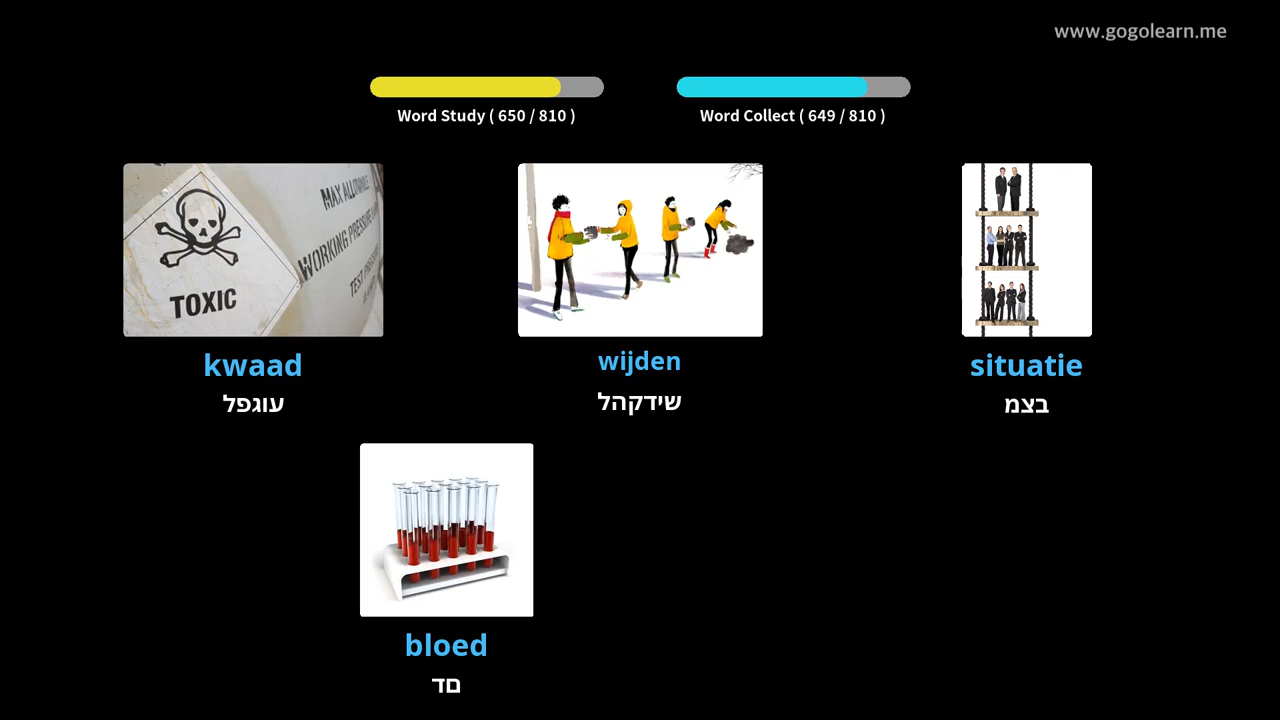 www.gogolearn.me
Word Study ( 650 / 810 )
Word Collect ( 649 / 810 )
MAX ALLOWABLE
WORKING PRESSURE
TEST
TOXIC
kwaad
wijden
situatie
עוגפל
שידקהל
בצמ
bloed
םד